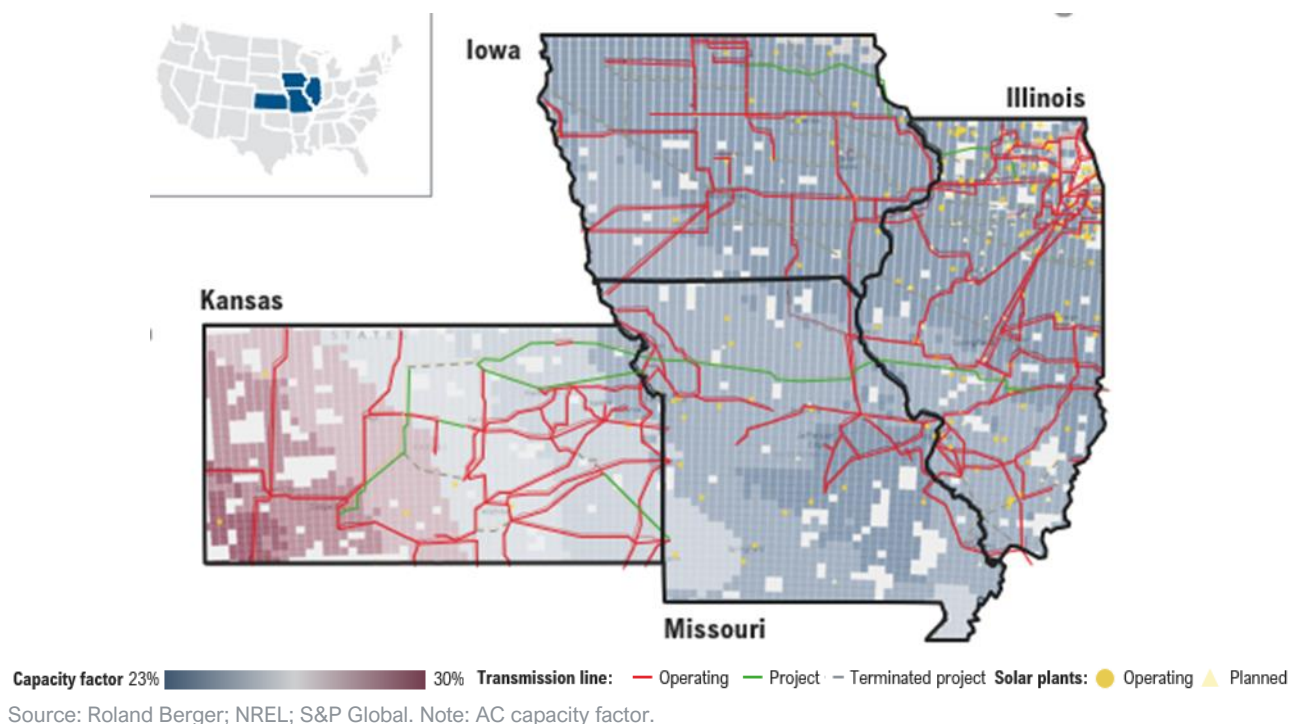 Iowa
Illinois
Kansas
STATE
Missouri
Capacity factor 23% 30% Transmission line: Operating Project Terminated project Solar plants: Operating Planned
Source: Roland Berger; NREL; S&P Global. Note: AC capacity factor.